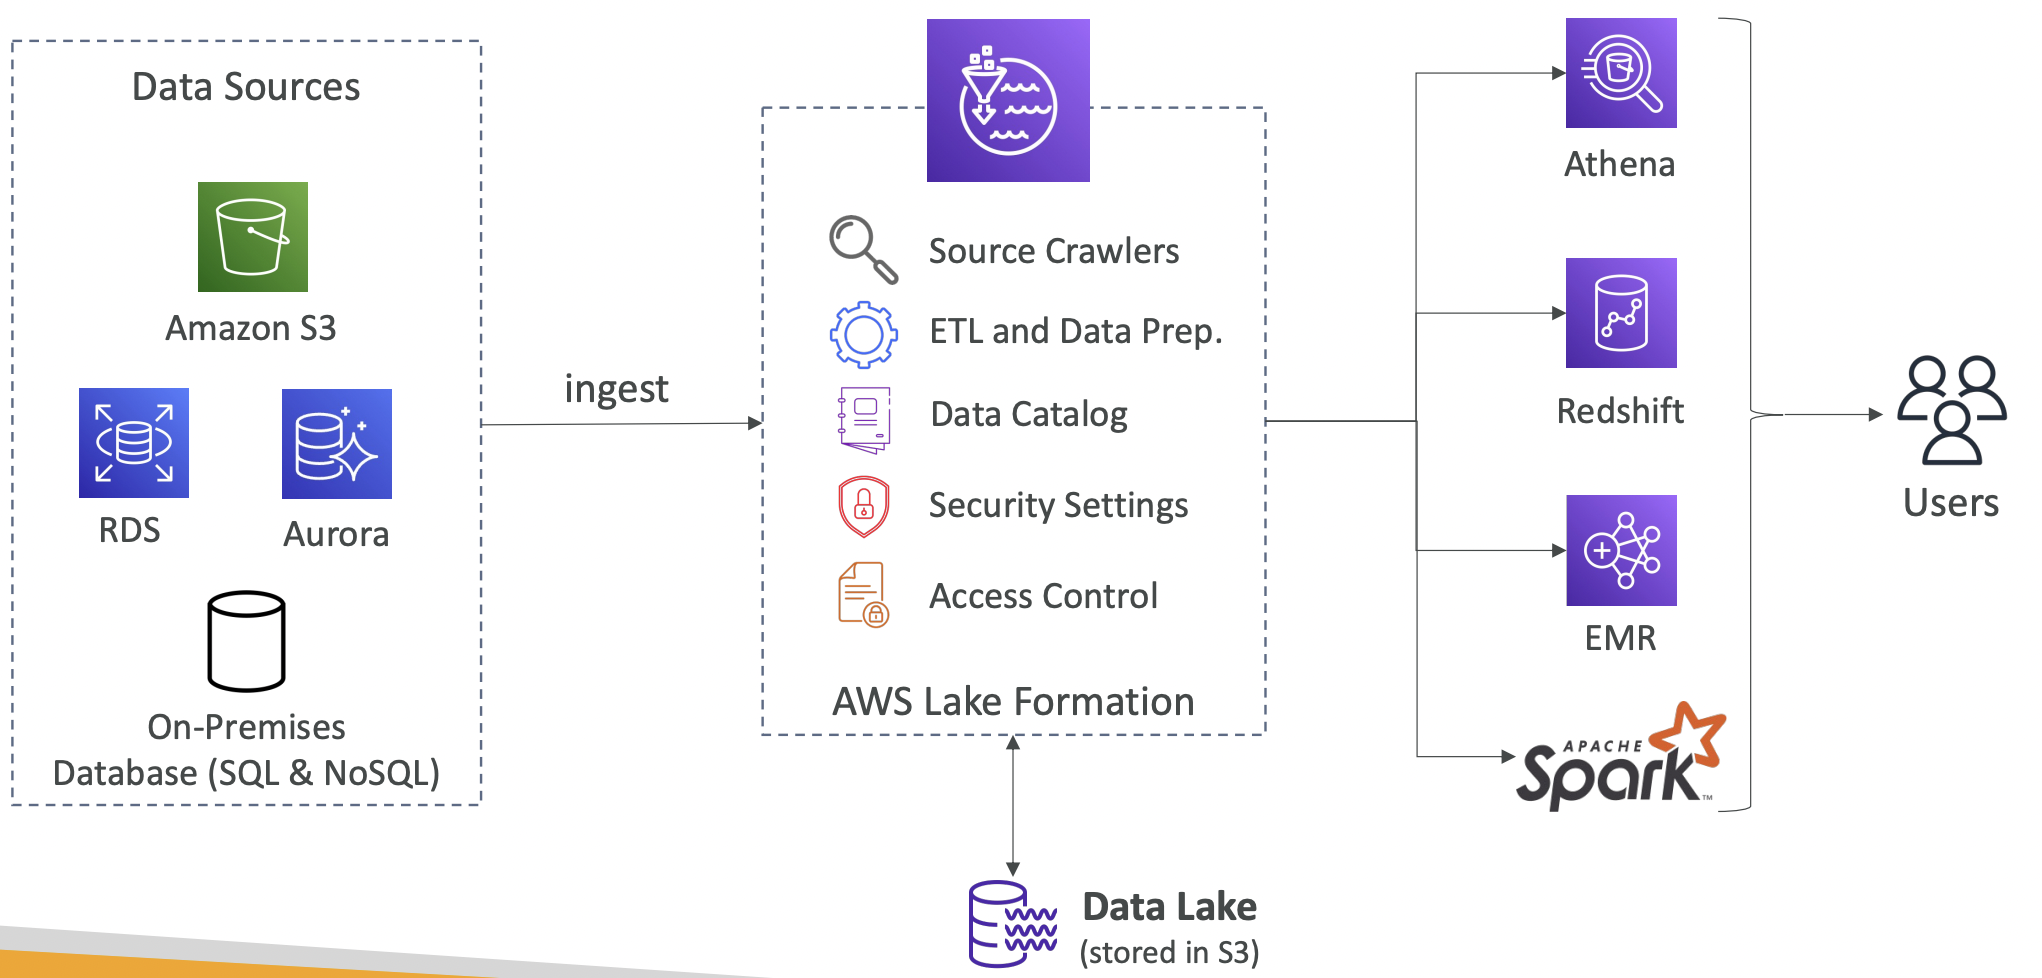 Data Sources
Amazon S3
RDS
Aurora
On-Premises
Database (SQL & NoSQL)
ingest
Source Crawlers
ETL and Data Prep.
Data Catalog
Security Settings
Access Control
AWS Lake Formation
Data Lake
(stored in S3)
Athena
Redshift
EMR
APACHE
Spark™
Users